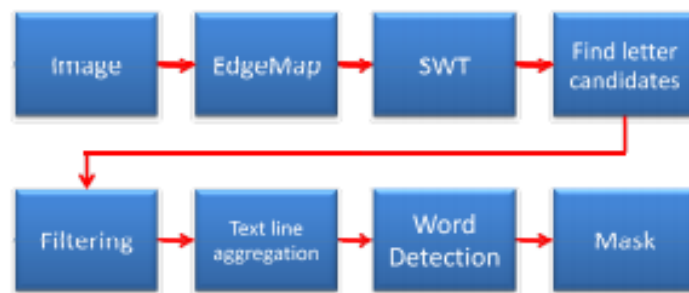 Image
EdgeMap
SWT
Find letter
candidates
Filtering
Text line
aggregation
Word
Detection
Mask